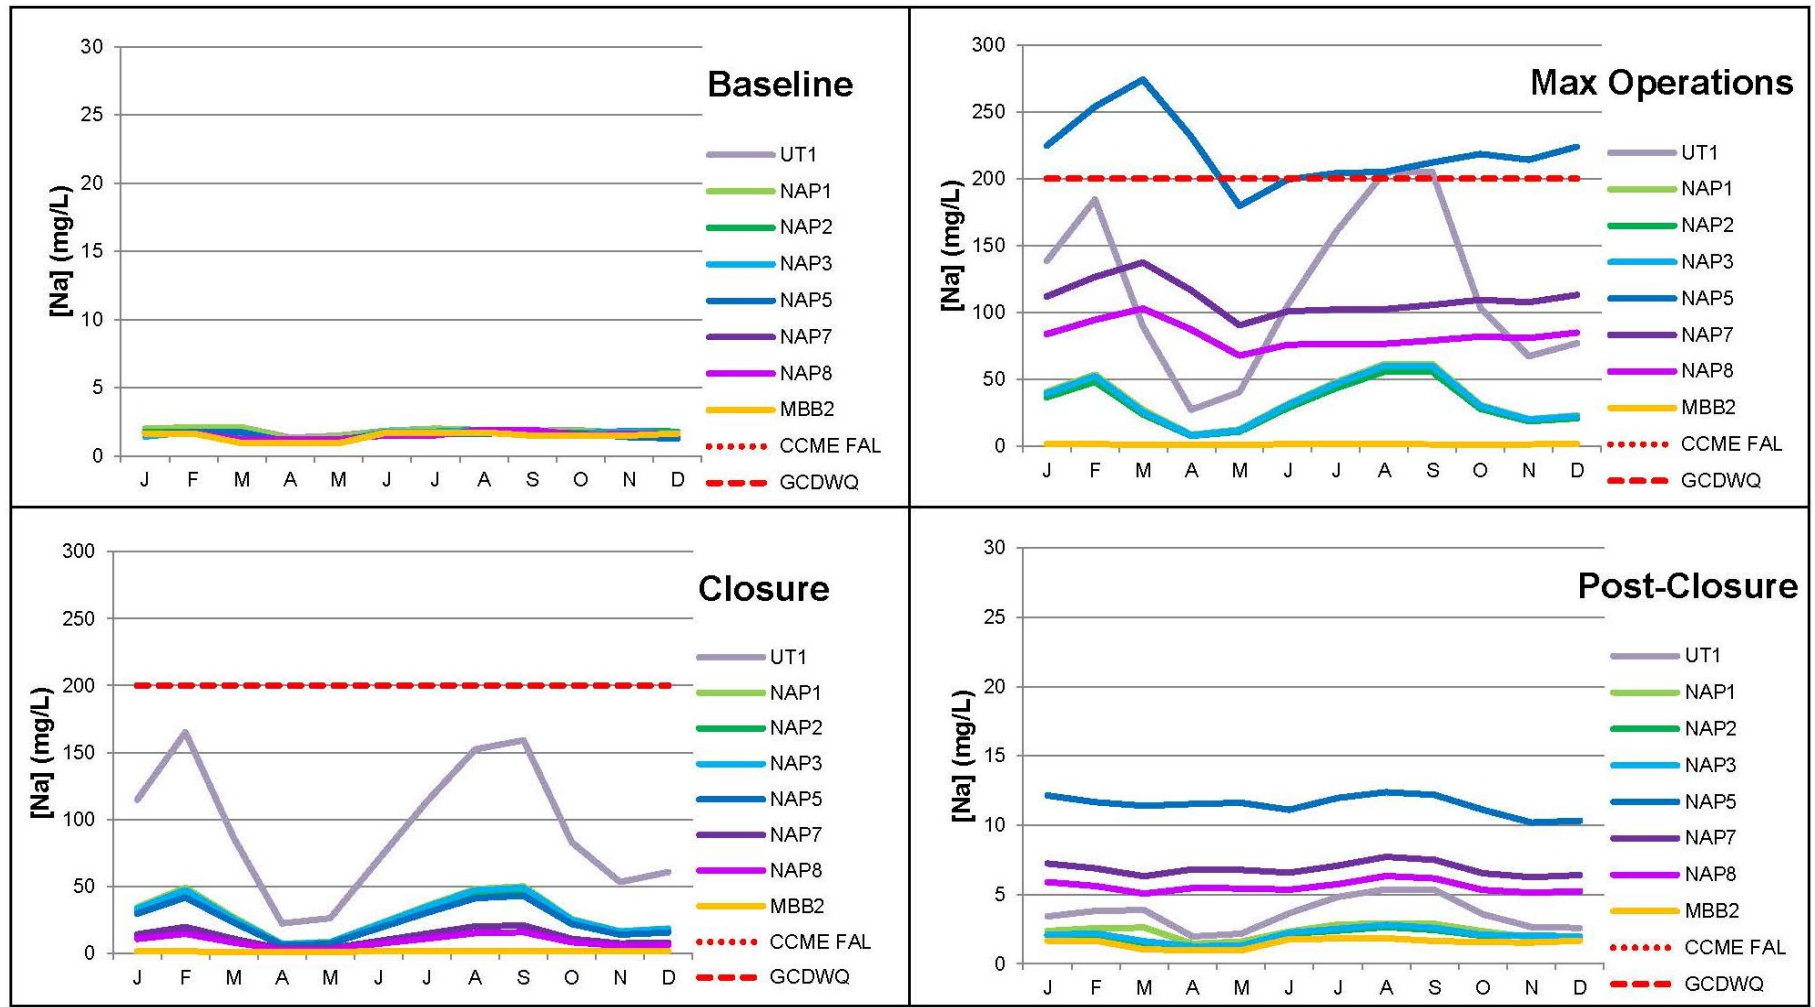 Baseline
[Na] (mg/L)
30
25
20
15
10
5
0
J F M A M J J A S O N D
UT1
NAP1
NAP2
NAP3
NAP5
NAP7
NAP8
MBB2
CCME FAL
GCDWQ
Max Operations
[Na] (mg/L)
300
250
200
150
100
50
0
J F M A M J J A S O N D
UT1
NAP1
NAP2
NAP3
NAP5
NAP7
NAP8
MBB2
CCME FAL
GCDWQ
Closure
[Na] (mg/L)
300
250
200
150
100
50
0
J F M A M J J A S O N D
UT1
NAP1
NAP2
NAP3
NAP5
NAP7
NAP8
MBB2
CCME FAL
GCDWQ
Post-Closure
[Na] (mg/L)
30
25
20
15
10
5
0
J F M A M J J A S O N D
UT1
NAP1
NAP2
NAP3
NAP5
NAP7
NAP8
MBB2
CCME FAL
GCDWQ